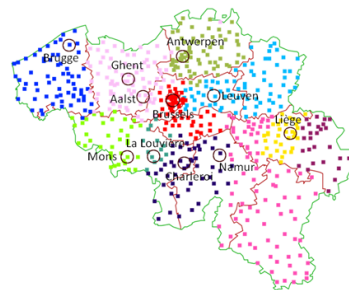 Antwerpen
Brugge
Ghent
Aalst
Leuven
Brussels
Liège
La Louvière
Mons
Namur
Charleroi